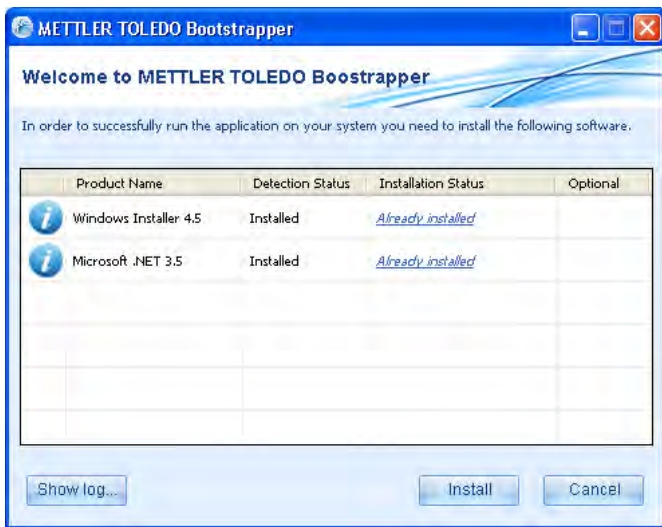 METTLER TOLEDO Bootstrapper
Welcome to METTLER TOLEDO Boostrapper
In order to successfully run the application on your system you need to install the following software.
Product Name Detection Status Installation Status Optional
Windows Installer 4.5 Installed Already installed
Microsoft .NET 3.5 Installed Already installed
Show log... Install Cancel